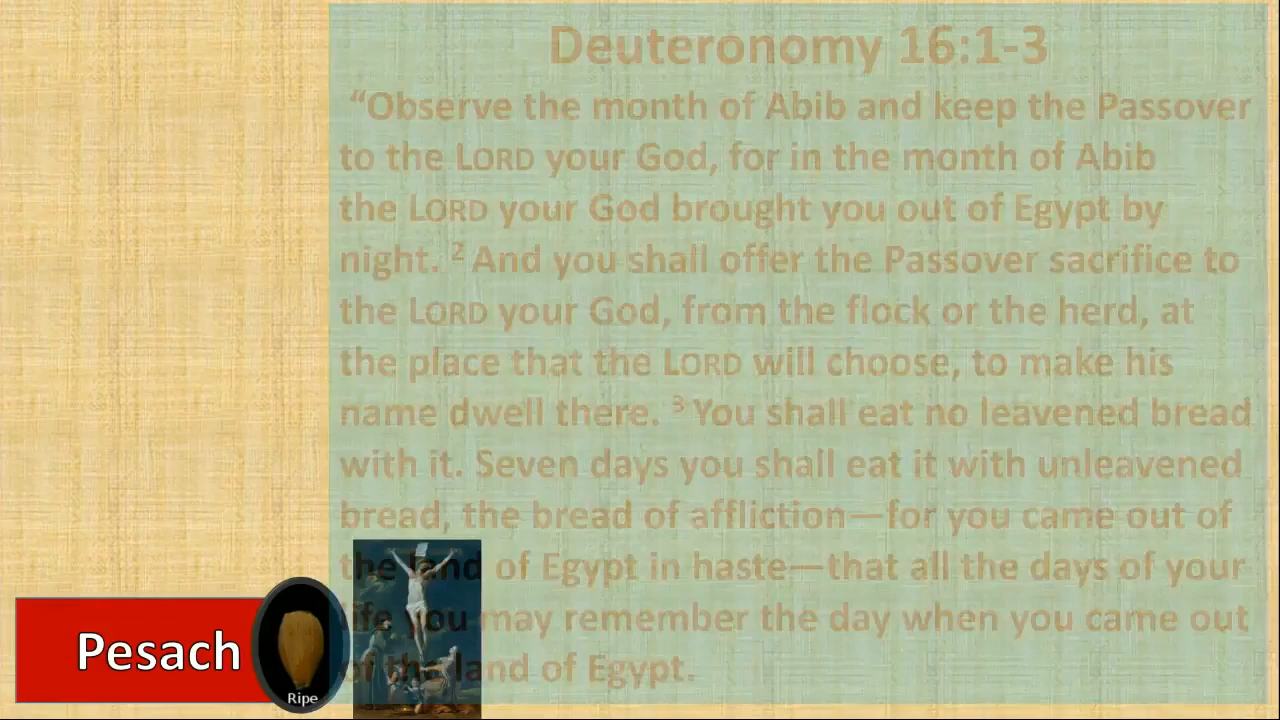 Deuteronomy 16:1-3
“Observe the month of Abib and keep the Passover
to the LORD your God, for in the month of Abib
the LORD your God brought you out of Egypt by
night. ² And you shall offer the Passover sacrifice to
the LORD your God, from the flock or the herd, at
the place that the LORD will choose, to make his
name dwell there. ³ You shall eat no leavened bread
with it. Seven days you shall eat it with unleavened
bread, the bread of affliction—for you came out of
the land of Egypt in haste—that all the days of your
life you may remember the day when you came out
of the land of Egypt.
Pesach
Ripe